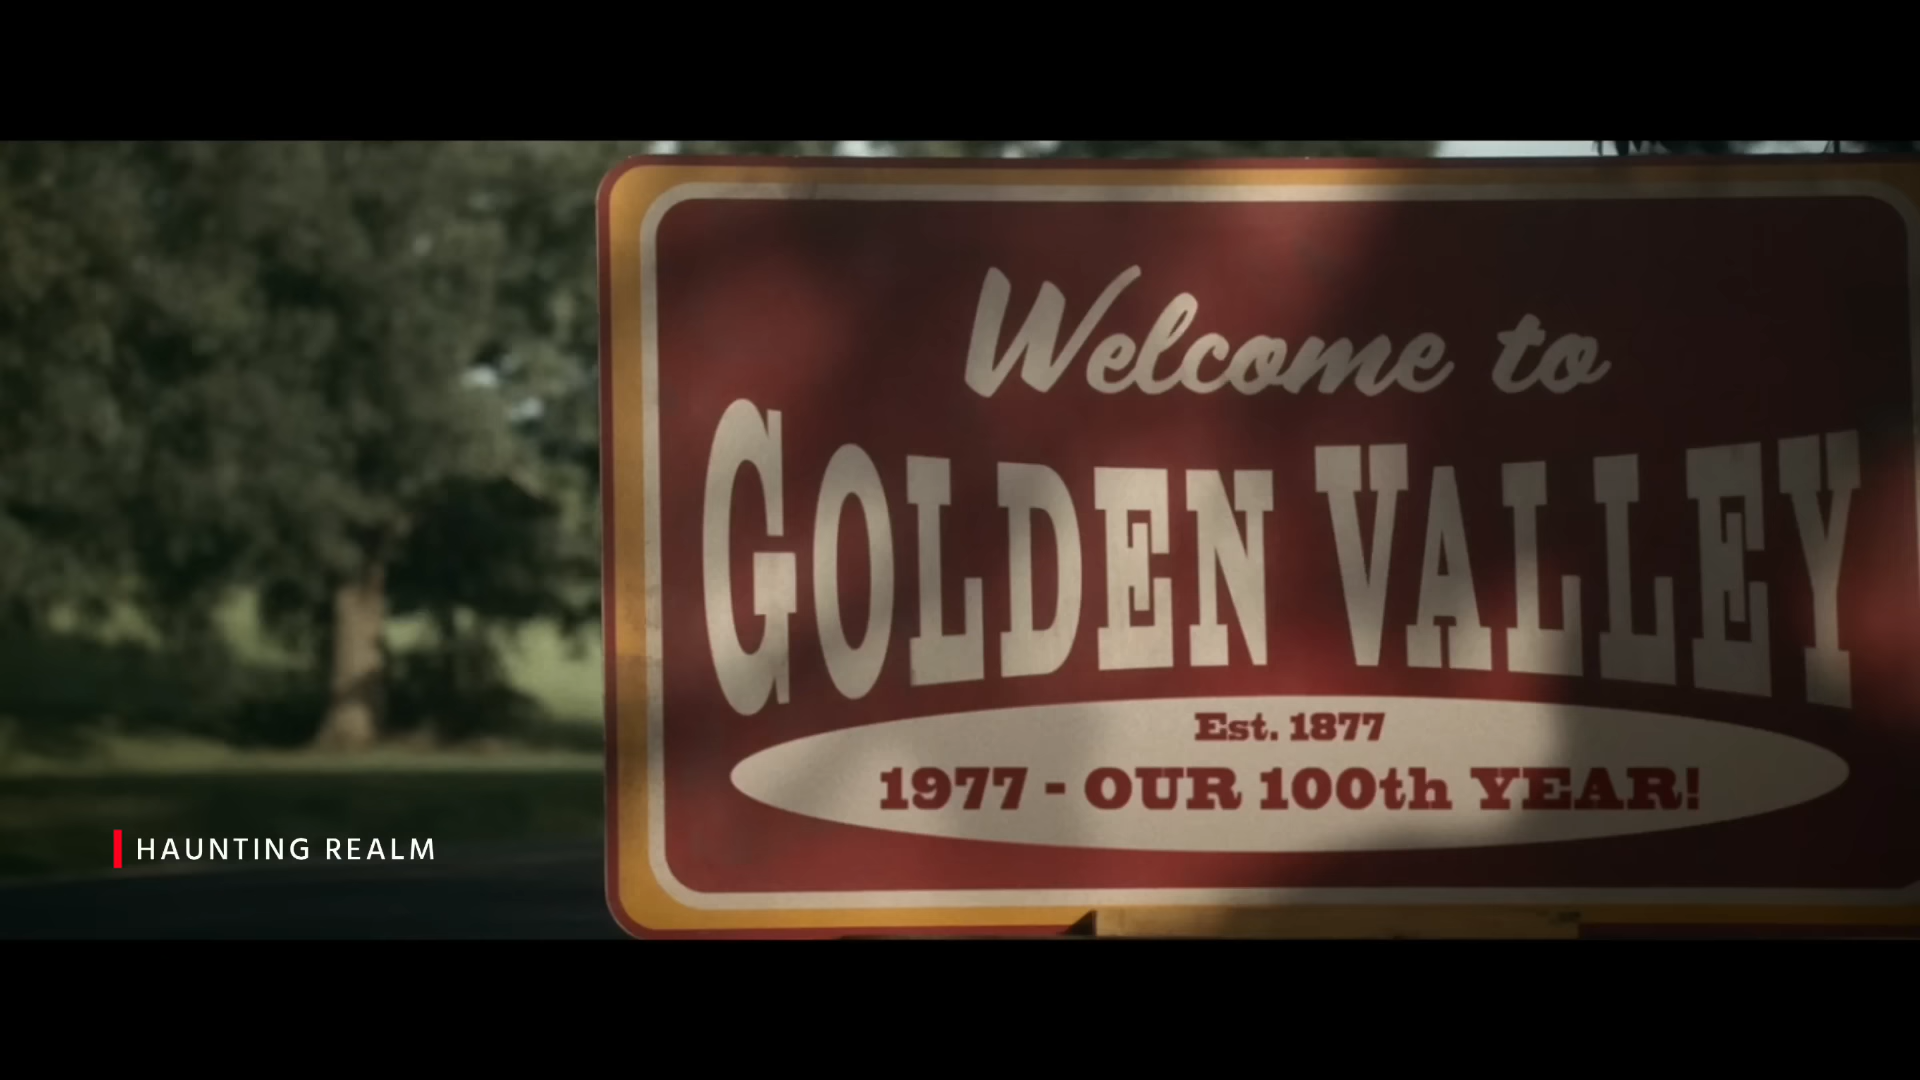 Welcome to
GOLDEN VALLEY
Est. 1877
1977 - OUR 100th YEAR!
HAUNTING REALM